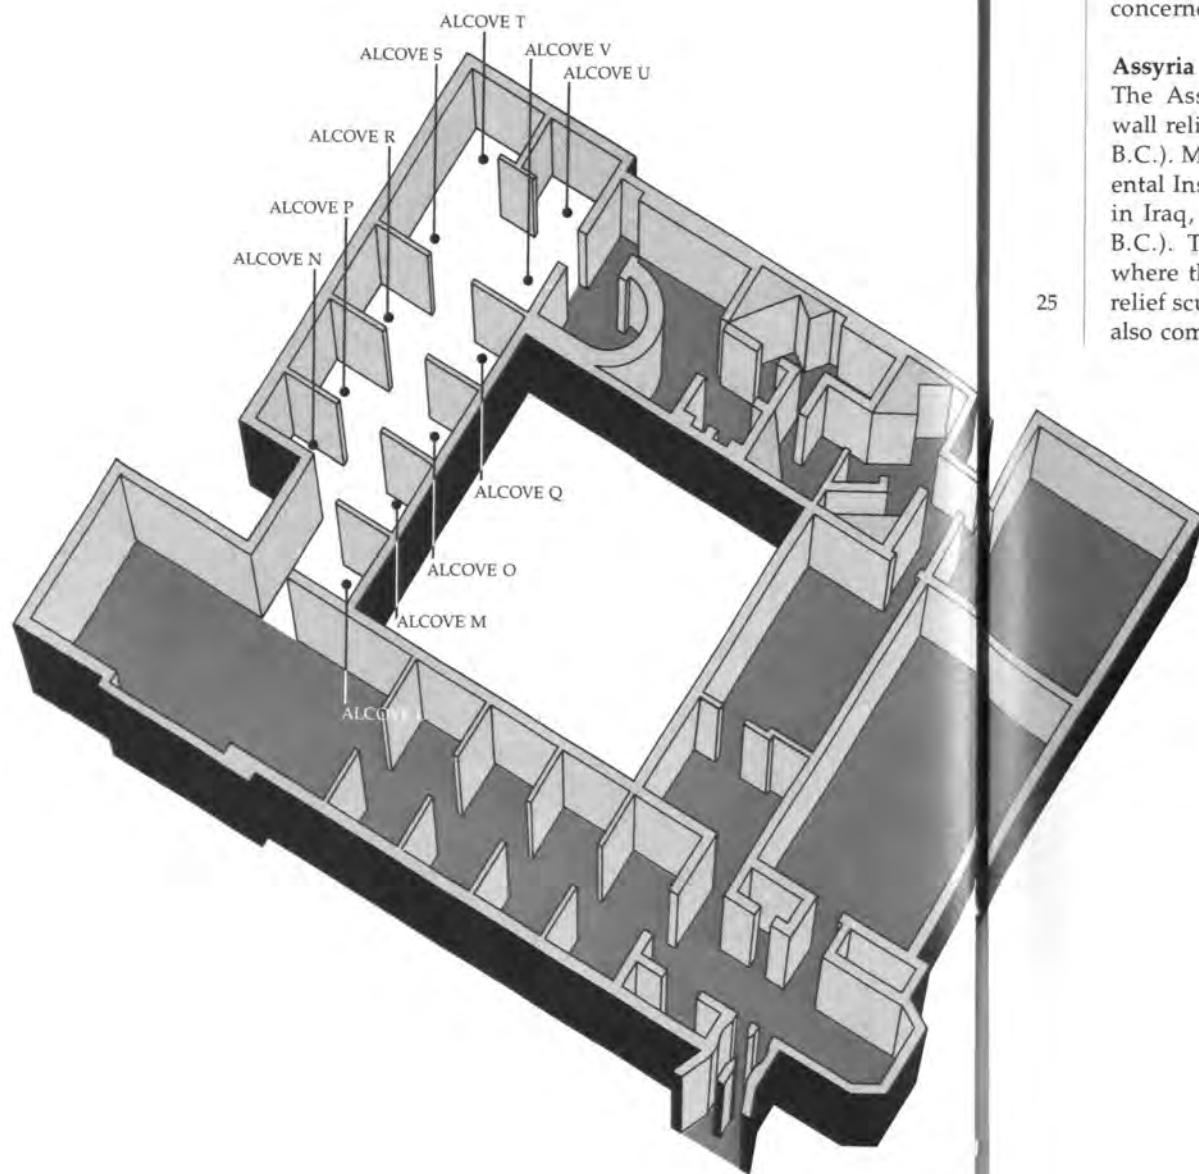 ALCOVE T
ALCOVE S
ALCOVE V
ALCOVE U
ALCOVE R
ALCOVE P
ALCOVE N
ALCOVE Q
ALCOVE O
ALCOVE M
concerne
Assyria
The Ass
wall reli
B.C.). M
ental Ins
in Iraq,
B.C.). T
where th
25
relief scu
also com